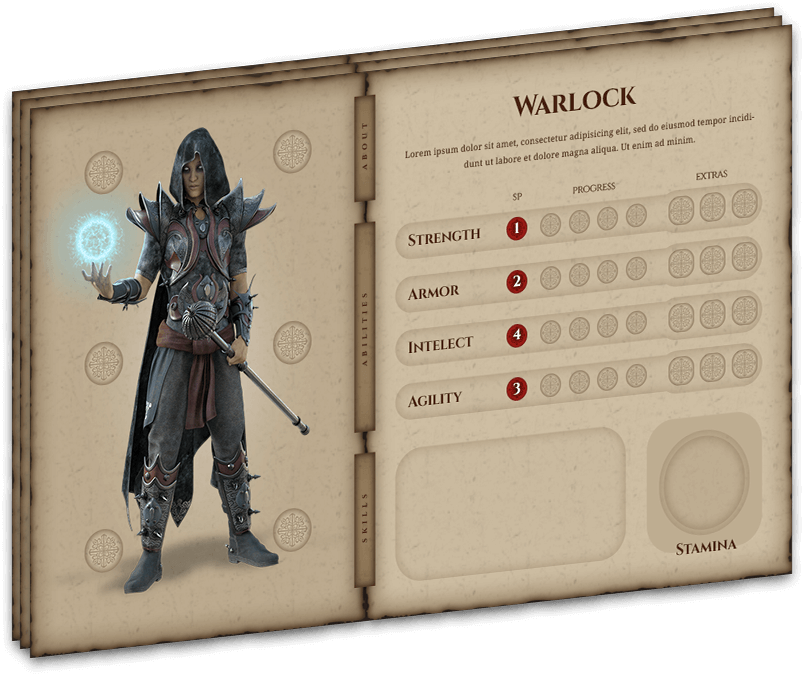 Warlock
Lorem ipsum dolor sit amet, consectetur adipisicing elit, sed do eiusmod tempor incidi-
dunt ut labore et dolore magna aliqua. Ut enim ad minim.
SP PROGRESS EXTRAS
Strength 1
Armor 2
Intelect 4
Agility 3
Stamina
ABOUT
ABILITIES
SKILLS